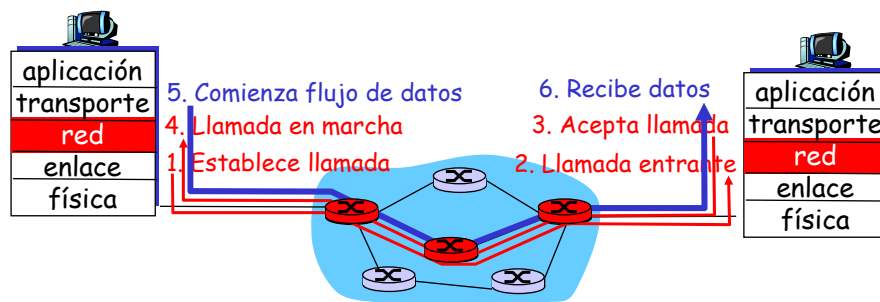 aplicación
transporte
red
enlace
física
5. Comienza flujo de datos
4. Llamada en marcha
1. Establece llamada
6. Recibe datos
3. Acepta llamada
2. Llamada entrante
aplicación
transporte
red
enlace
física